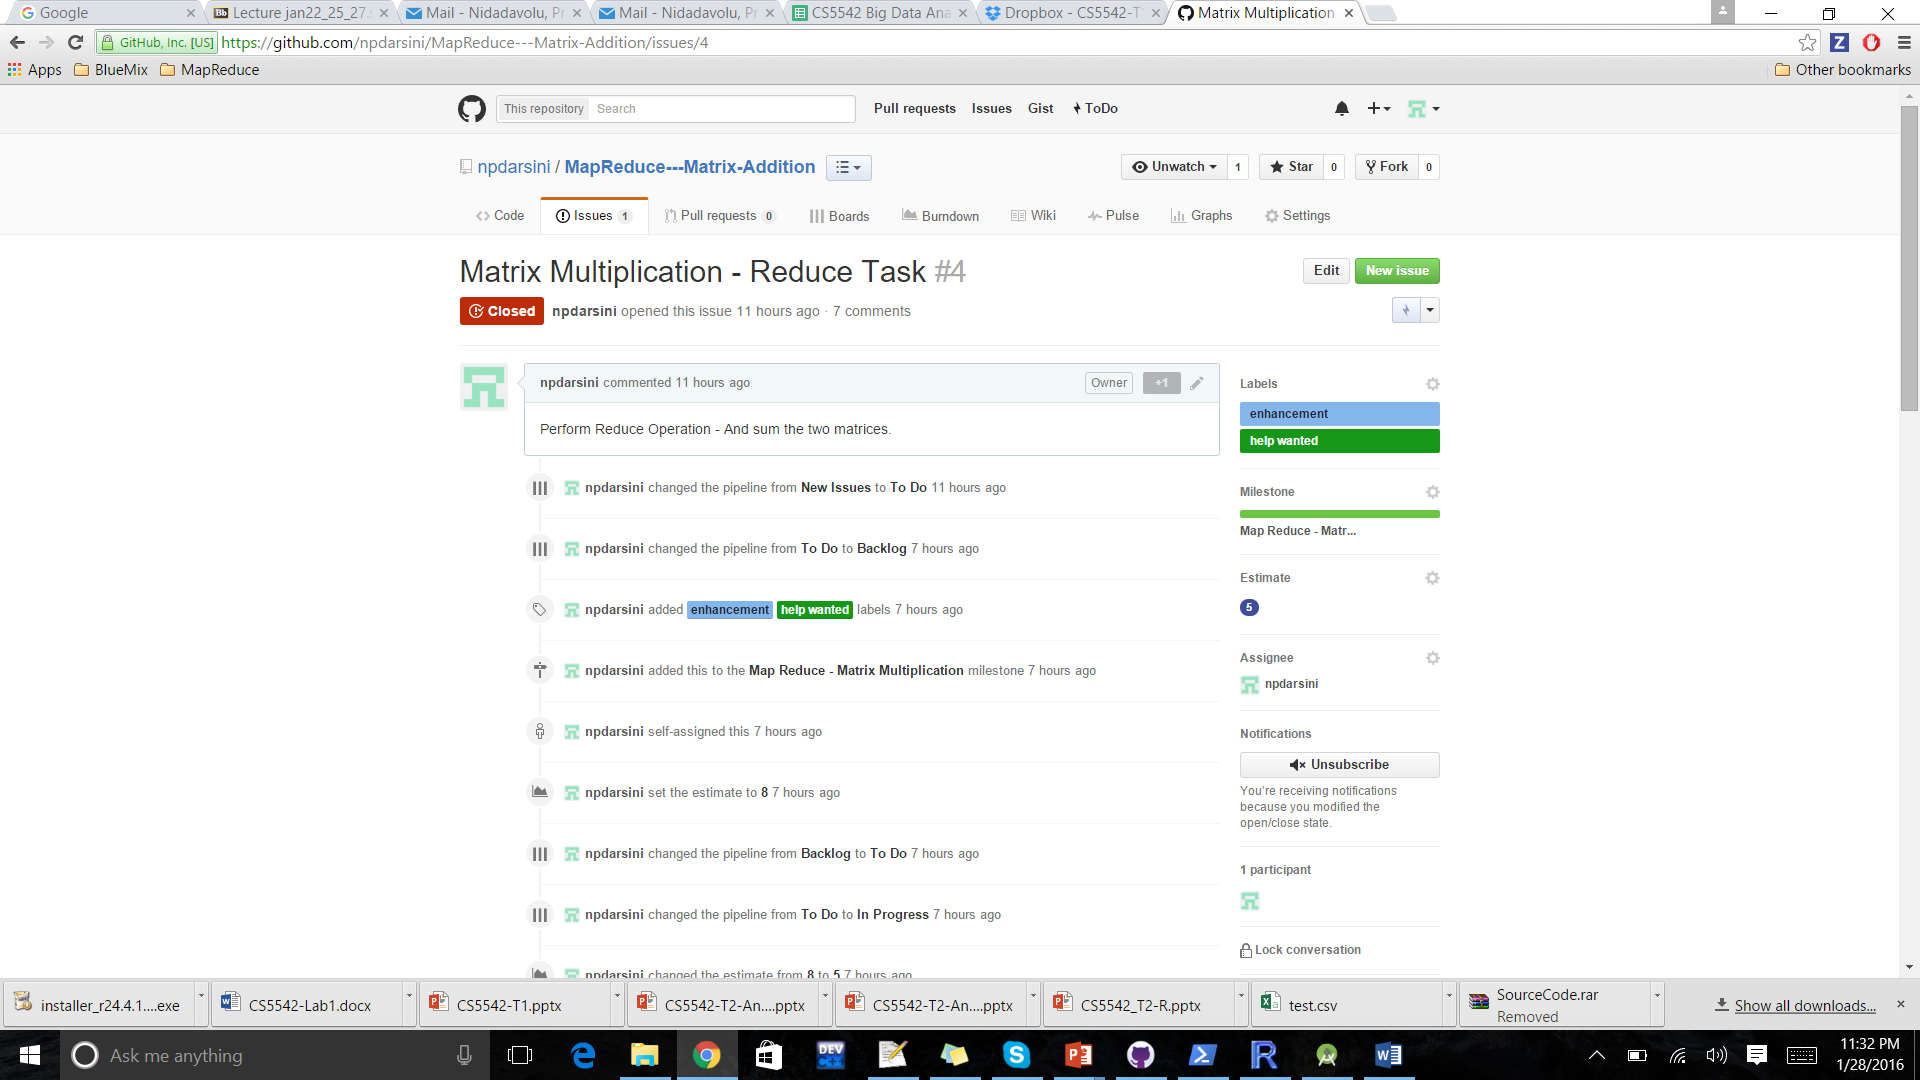 Google
Lecture jan22_25_27.
Mail - Nidadavolu, Pr
Mail - Nidadavolu, Pr
CS5542 Big Data Ana
Dropbox - CS5542-T
Matrix Multiplication
GitHub, Inc. [US] https://github.com/npdarsini/MapReduce---Matrix-Addition/issues/4
Apps BlueMix MapReduce Other bookmarks
This repository Search Pull requests Issues Gist ToDo
npdarsini / MapReduce---Matrix-Addition Unwatch 1 Star 0 Fork 0
Code Issues 1 Pull requests 0 Boards Burndown Wiki Pulse Graphs Settings
Matrix Multiplication - Reduce Task #4 Edit New issue
Closed npdarsini opened this issue 11 hours ago · 7 comments
npdarsini commented 11 hours ago Owner +1
Perform Reduce Operation - And sum the two matrices.
npdarsini changed the pipeline from New Issues to To Do 11 hours ago
npdarsini changed the pipeline from To Do to Backlog 7 hours ago
npdarsini added enhancement help wanted labels 7 hours ago
npdarsini added this to the Map Reduce - Matrix Multiplication milestone 7 hours ago
npdarsini self-assigned this 7 hours ago
npdarsini set the estimate to 8 7 hours ago
npdarsini changed the pipeline from Backlog to To Do 7 hours ago
npdarsini changed the pipeline from To Do to In Progress 7 hours ago
npdarsini changed the estimate from 8 to 5 7 hours ago
Labels
enhancement
help wanted
Milestone
Map Reduce - Matr...
Estimate
5
Assignee
npdarsini
Notifications
Unsubscribe
You're receiving notifications
because you modified the
open/close state.
1 participant
Lock conversation
installer_r24.4.1....exe
CS5542-Lab1.docx
CS5542-T1.pptx
CS5542-T2-An....pptx
CS5542-T2-An....pptx
CS5542_T2-R.pptx
test.csv
SourceCode.rar
Removed
Show all downloads...
Ask me anything
DEV
11:32 PM
1/28/2016